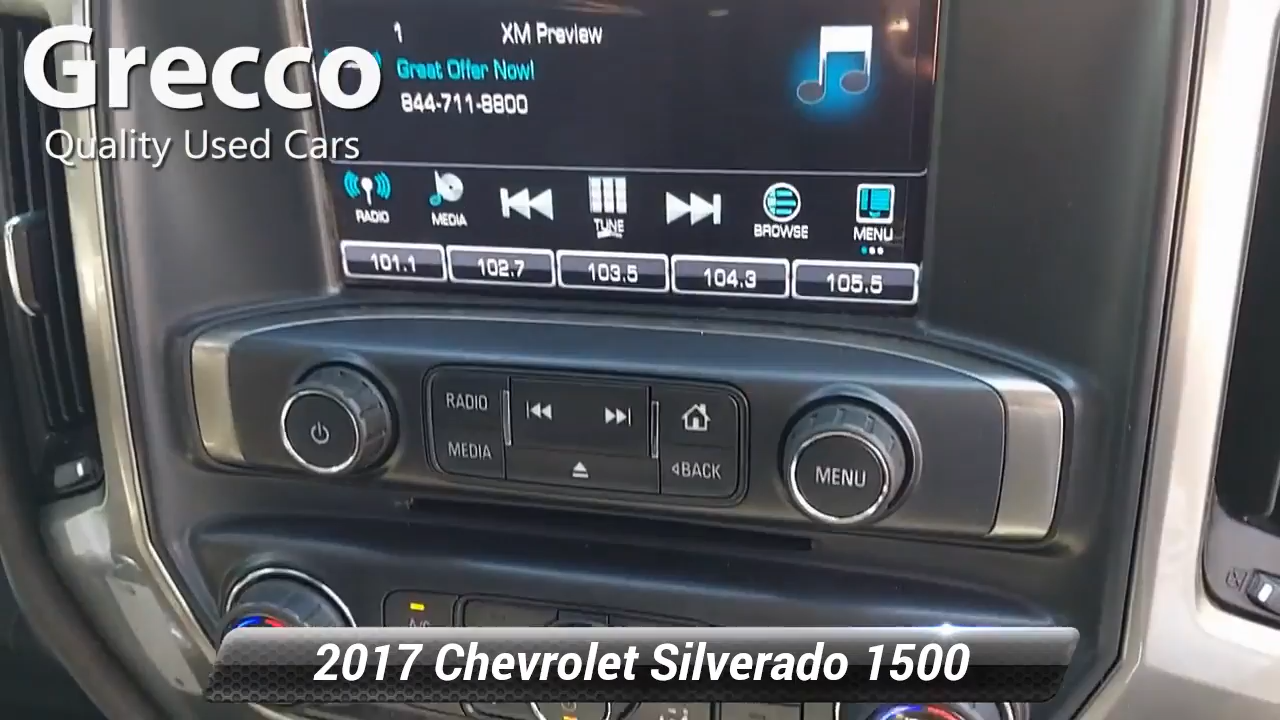 Grecco
Quality Used Cars
1 XM Preview
Great Offer Now!
844-711-8800
RADIO MEDIA TUNE BROWSE MENU
101.1 102.7 103.5 104.3 105.5
RADIO
MEDIA
BACK
MENU
A/C
2017 Chevrolet Silverado 1500